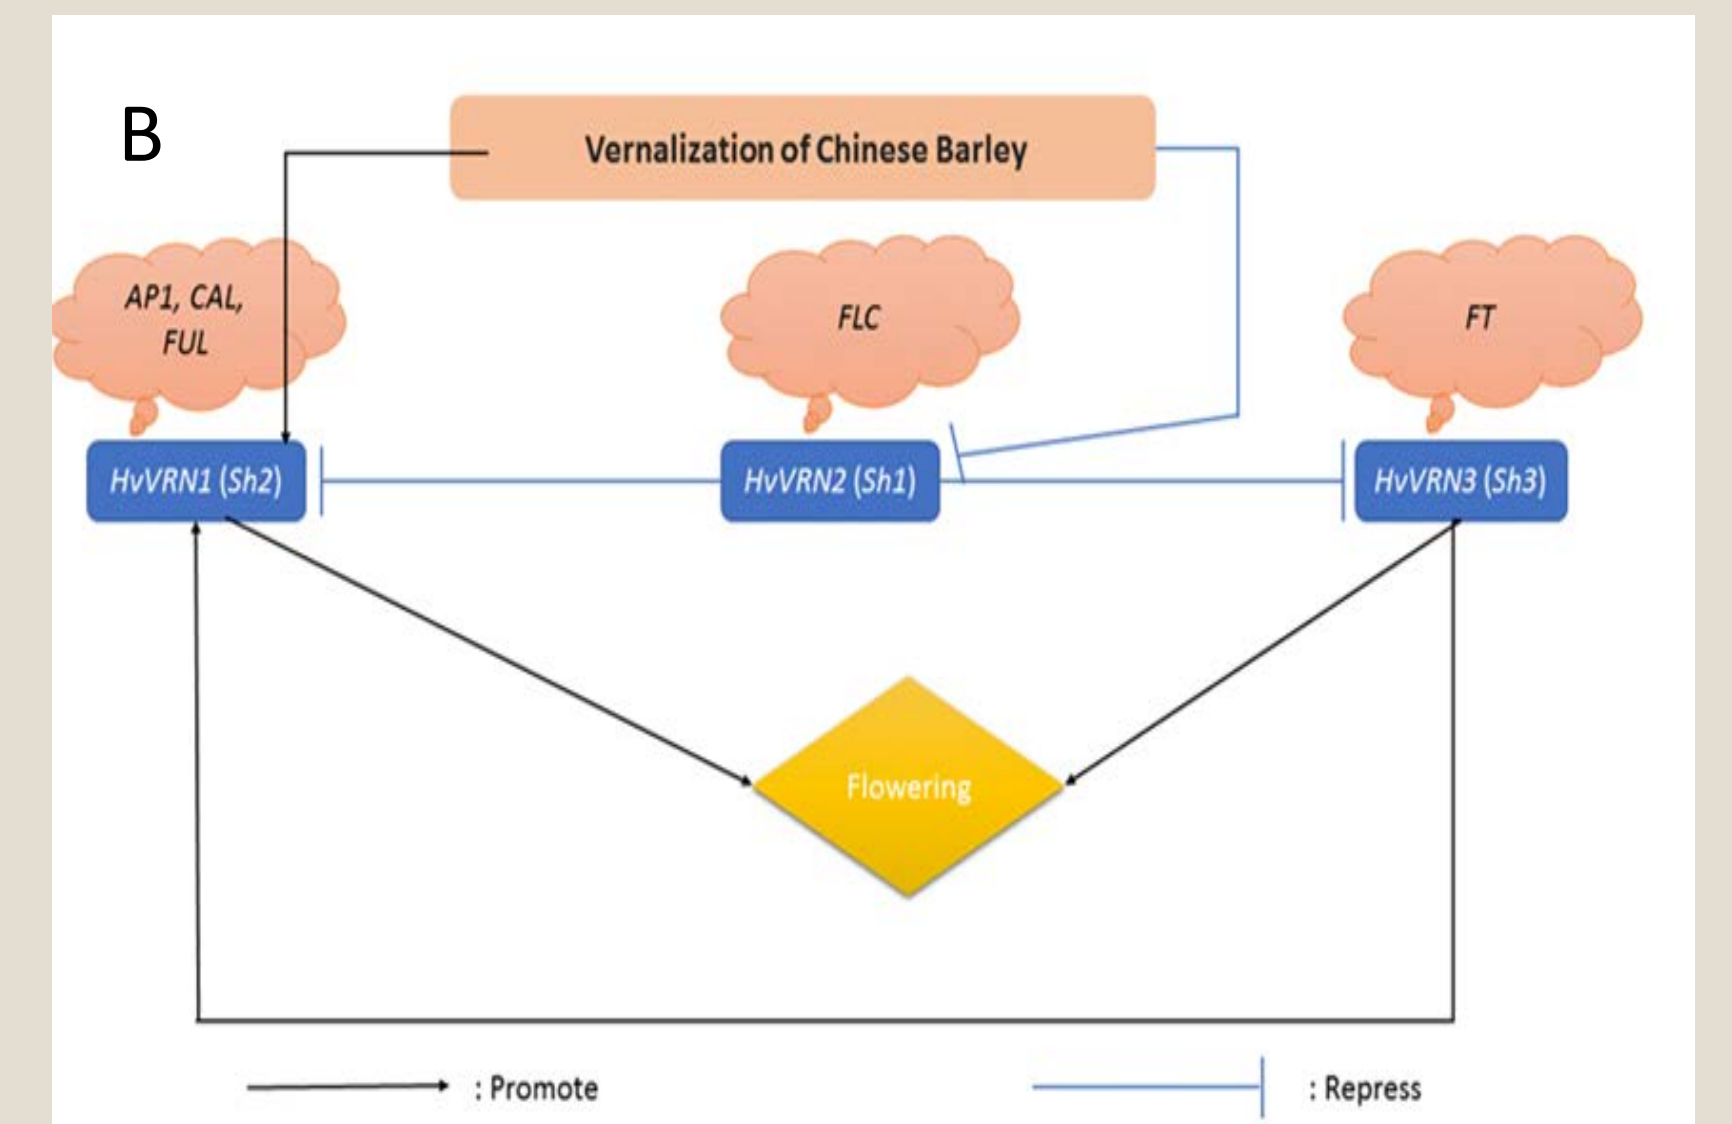 B
Vernalization of Chinese Barley
AP1, CAL,
FUL
FLC
FT
HvVRN1 (Sh2)
HvVRN2 (Sh1)
HvVRN3 (Sh3)
Flowering
: Promote
: Repress